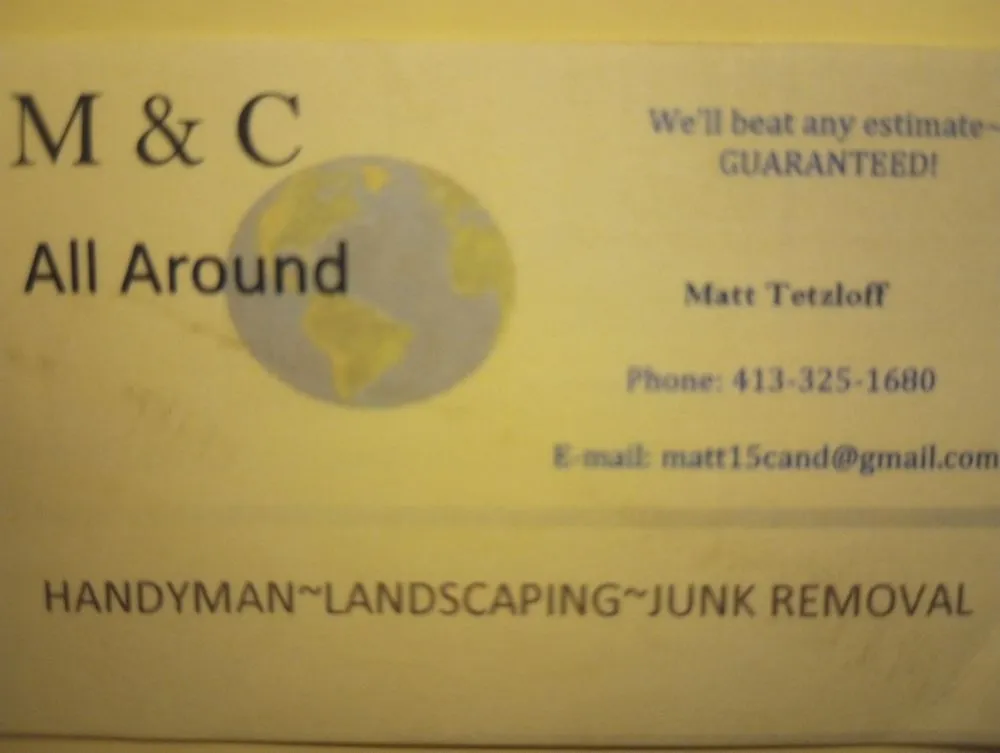 M & C
All Around
We'll beat any estimate-
GUARANTEED!
Matt Tetzloff
Phone: 413-325-1680
E-mail: matt15cand@gmail.com
HANDYMAN~LANDSCAPING~JUNK REMOVAL